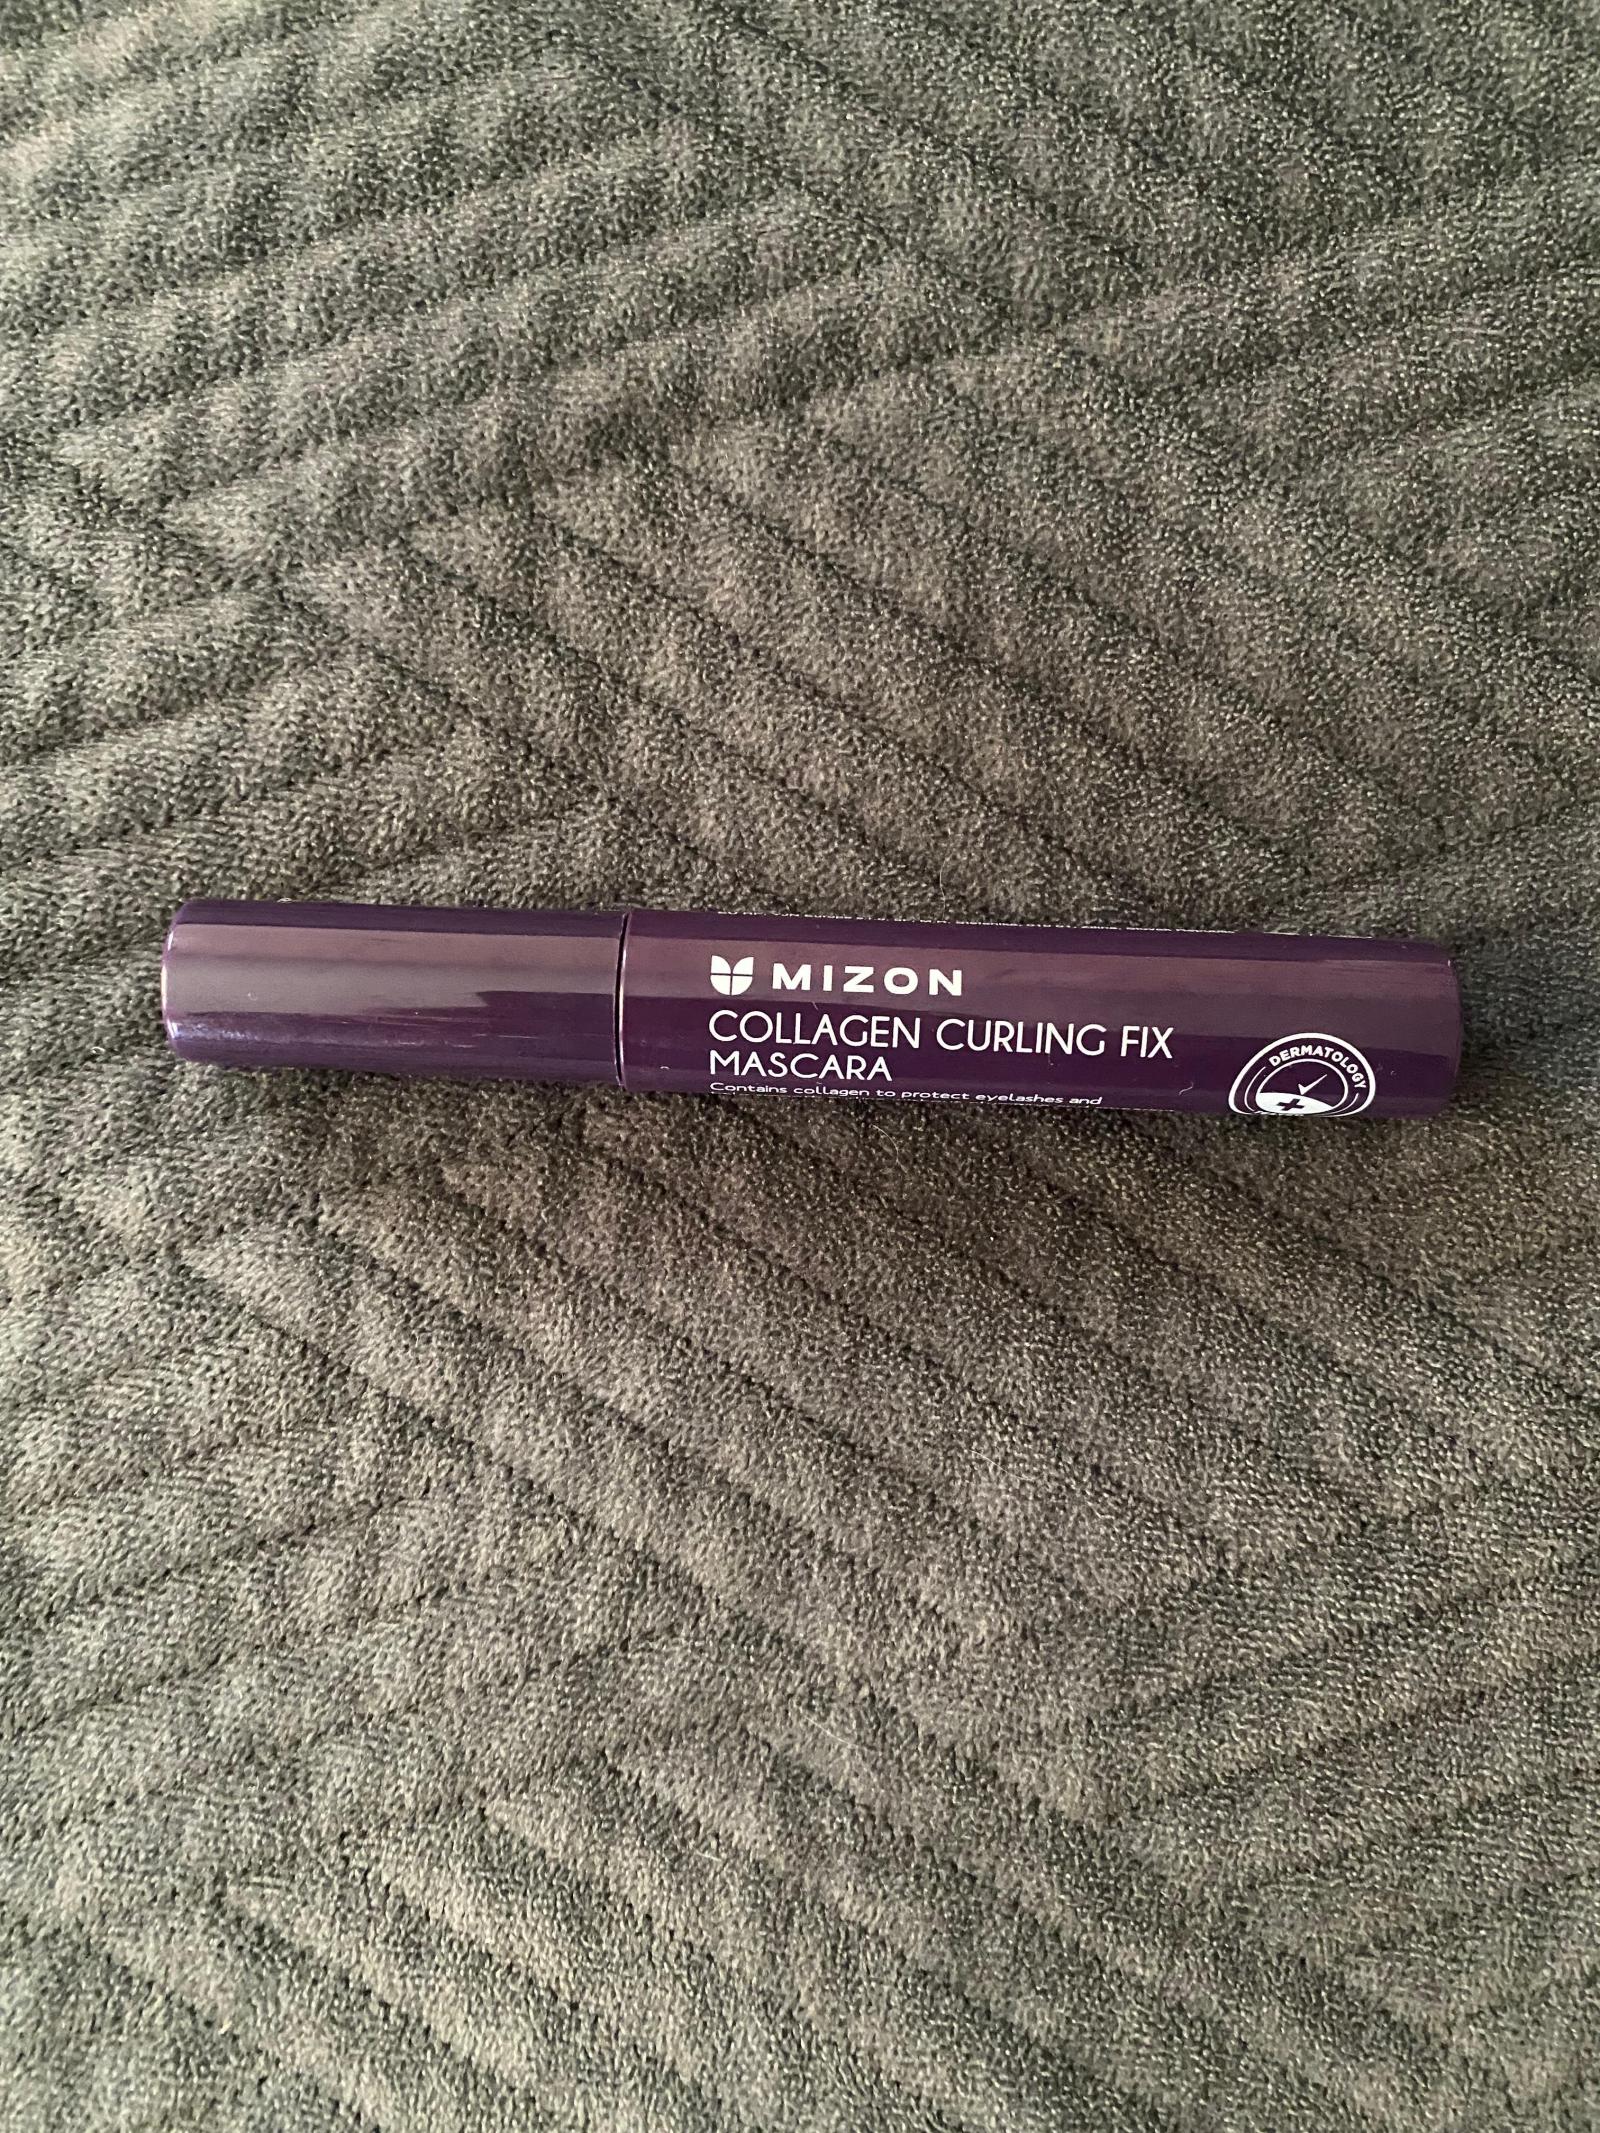 MIZON
COLLAGEN CURLING FIX
MASCARA
Contains collagen to protect eyelashes and
DERMATOLOGY